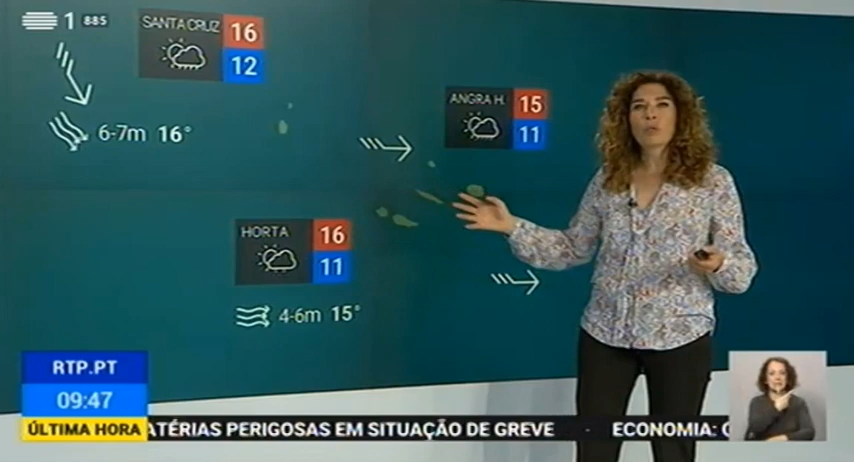 1 885
SANTA CRUZ 16
12
6-7m 16°
ANGRA H. 15
11
HORTA 16
11
4-6m 15°
RTP.PT
09:47
ÚLTIMA HORA
ATÉRIAS PERIGOSAS EM SITUAÇÃO DE GREVE · ECONOMIA: